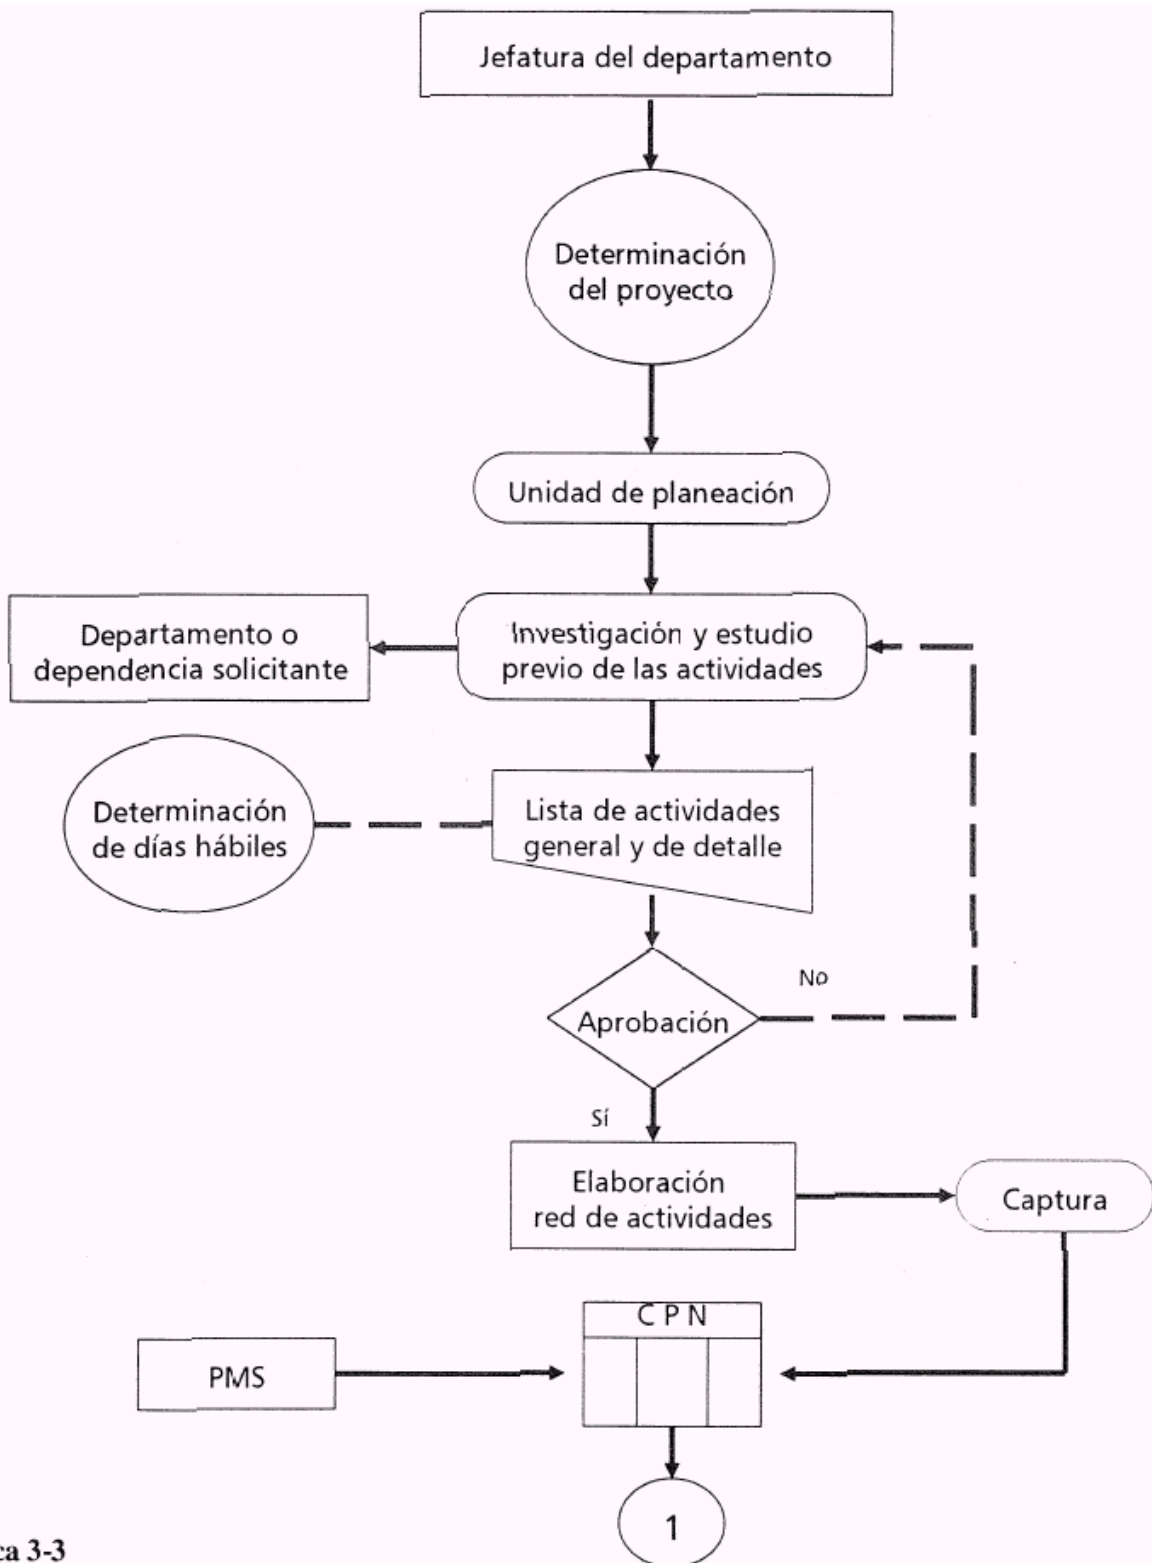 Jefatura del departamento
Determinación
del proyecto
Unidad de planeación
Investigación y estudio
previo de las actividades
Departamento o
dependencia solicitante
Determinación
de días hábiles
Lista de actividades
general y de detalle
No
Aprobación
Sí
Elaboración
red de actividades
Captura
C P N
PMS
1
ca 3-3